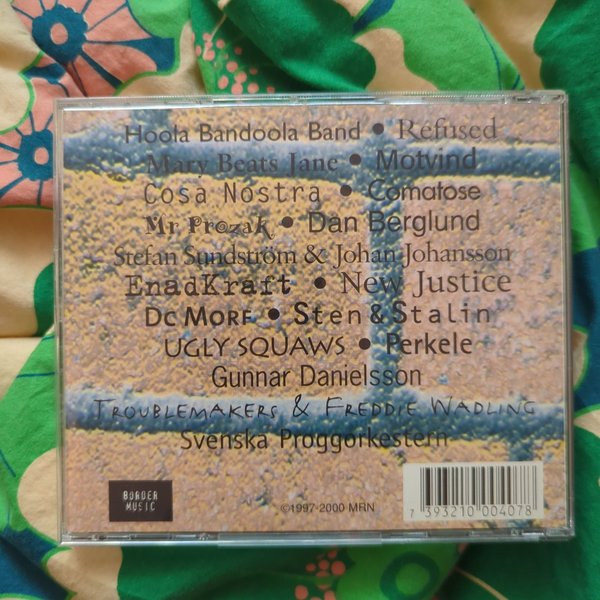 Hoola Bandoola Band • Refused
Mary Beats Jane • Motvind
Cosa Nostra • Comatose
Mr Prozak • Dan Berglund
Stefan Sundström & Johan Johansson
EnadKraft • New Justice
Dc Morf • Sten & Stalin
UGLY SQUAWS • Perkele
Gunnar Danielsson
TROUBLEMAKERS & FREDDIE WADLING
Svenska Proggorkestern
BORDER
MUSIC
©1997-2000 MRN
7 393210 004078